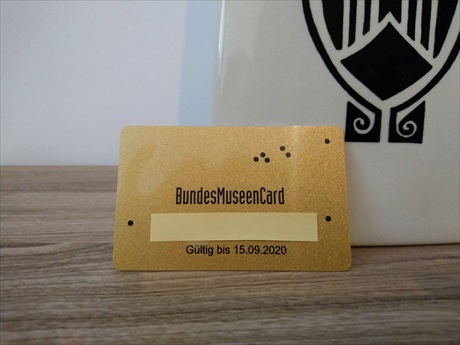 BundesMuseenCard
Gültig bis 15.09.2020